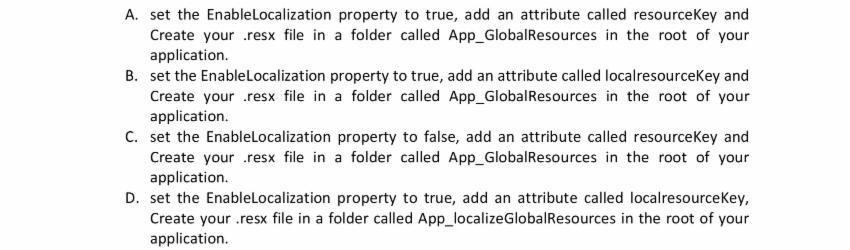 A. set the EnableLocalization property to true, add an attribute called resourceKey and
Create your .resx file in a folder called App_GlobalResources in the root of your
application.
B. set the EnableLocalization property to true, add an attribute called localresourceKey and
Create your .resx file in a folder called App_GlobalResources in the root of your
application.
C. set the EnableLocalization property to false, add an attribute called resourceKey and
Create your .resx file in a folder called App_GlobalResources in the root of your
application.
D. set the EnableLocalization property to true, add an attribute called localresourceKey,
Create your .resx file in a folder called App_localizeGlobalResources in the root of your
application.